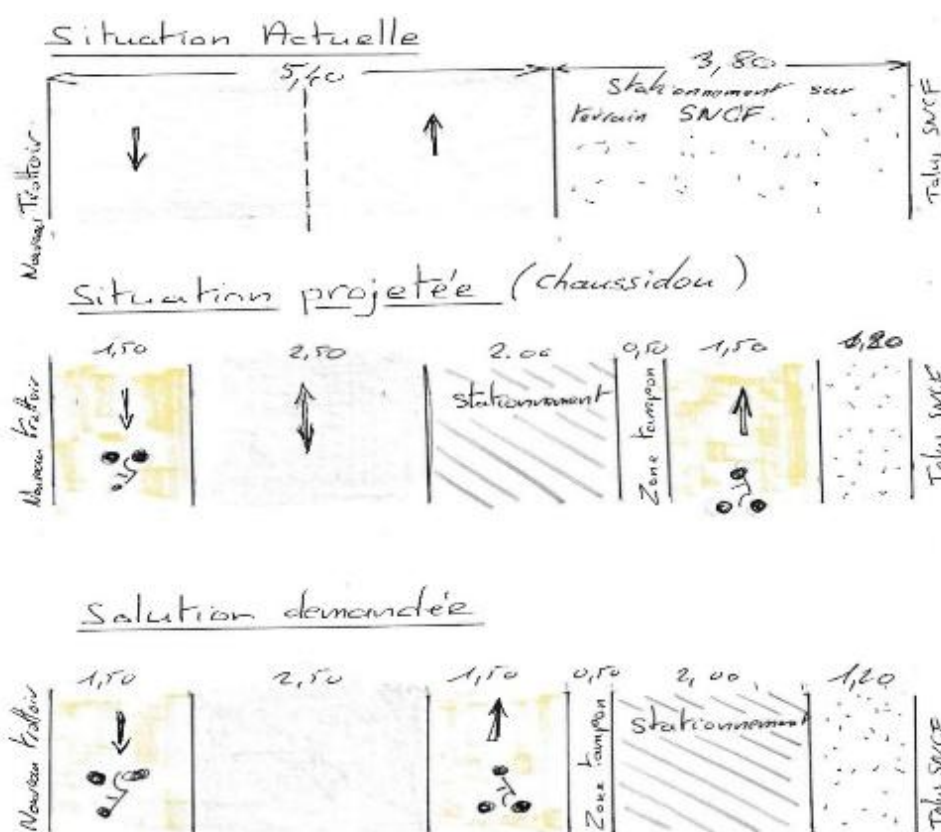 Situation Actuelle
5,40
3,80
Stationnement sur
terrain SNCF.
Nouveau Trottoir
Talus SNCF
Situation projetée (chaussidou)
1,50 2,50 2.00 0,50 1,50 1,20
Nouveau Trottoir
stationnement
Zone tampon
Talus SNCF
Solution demandée
1,50 2,50 1,50 0,50 2,00 1,20
Nouveau Trottoir
Zone tampon
Stationnement
Talus SNCF